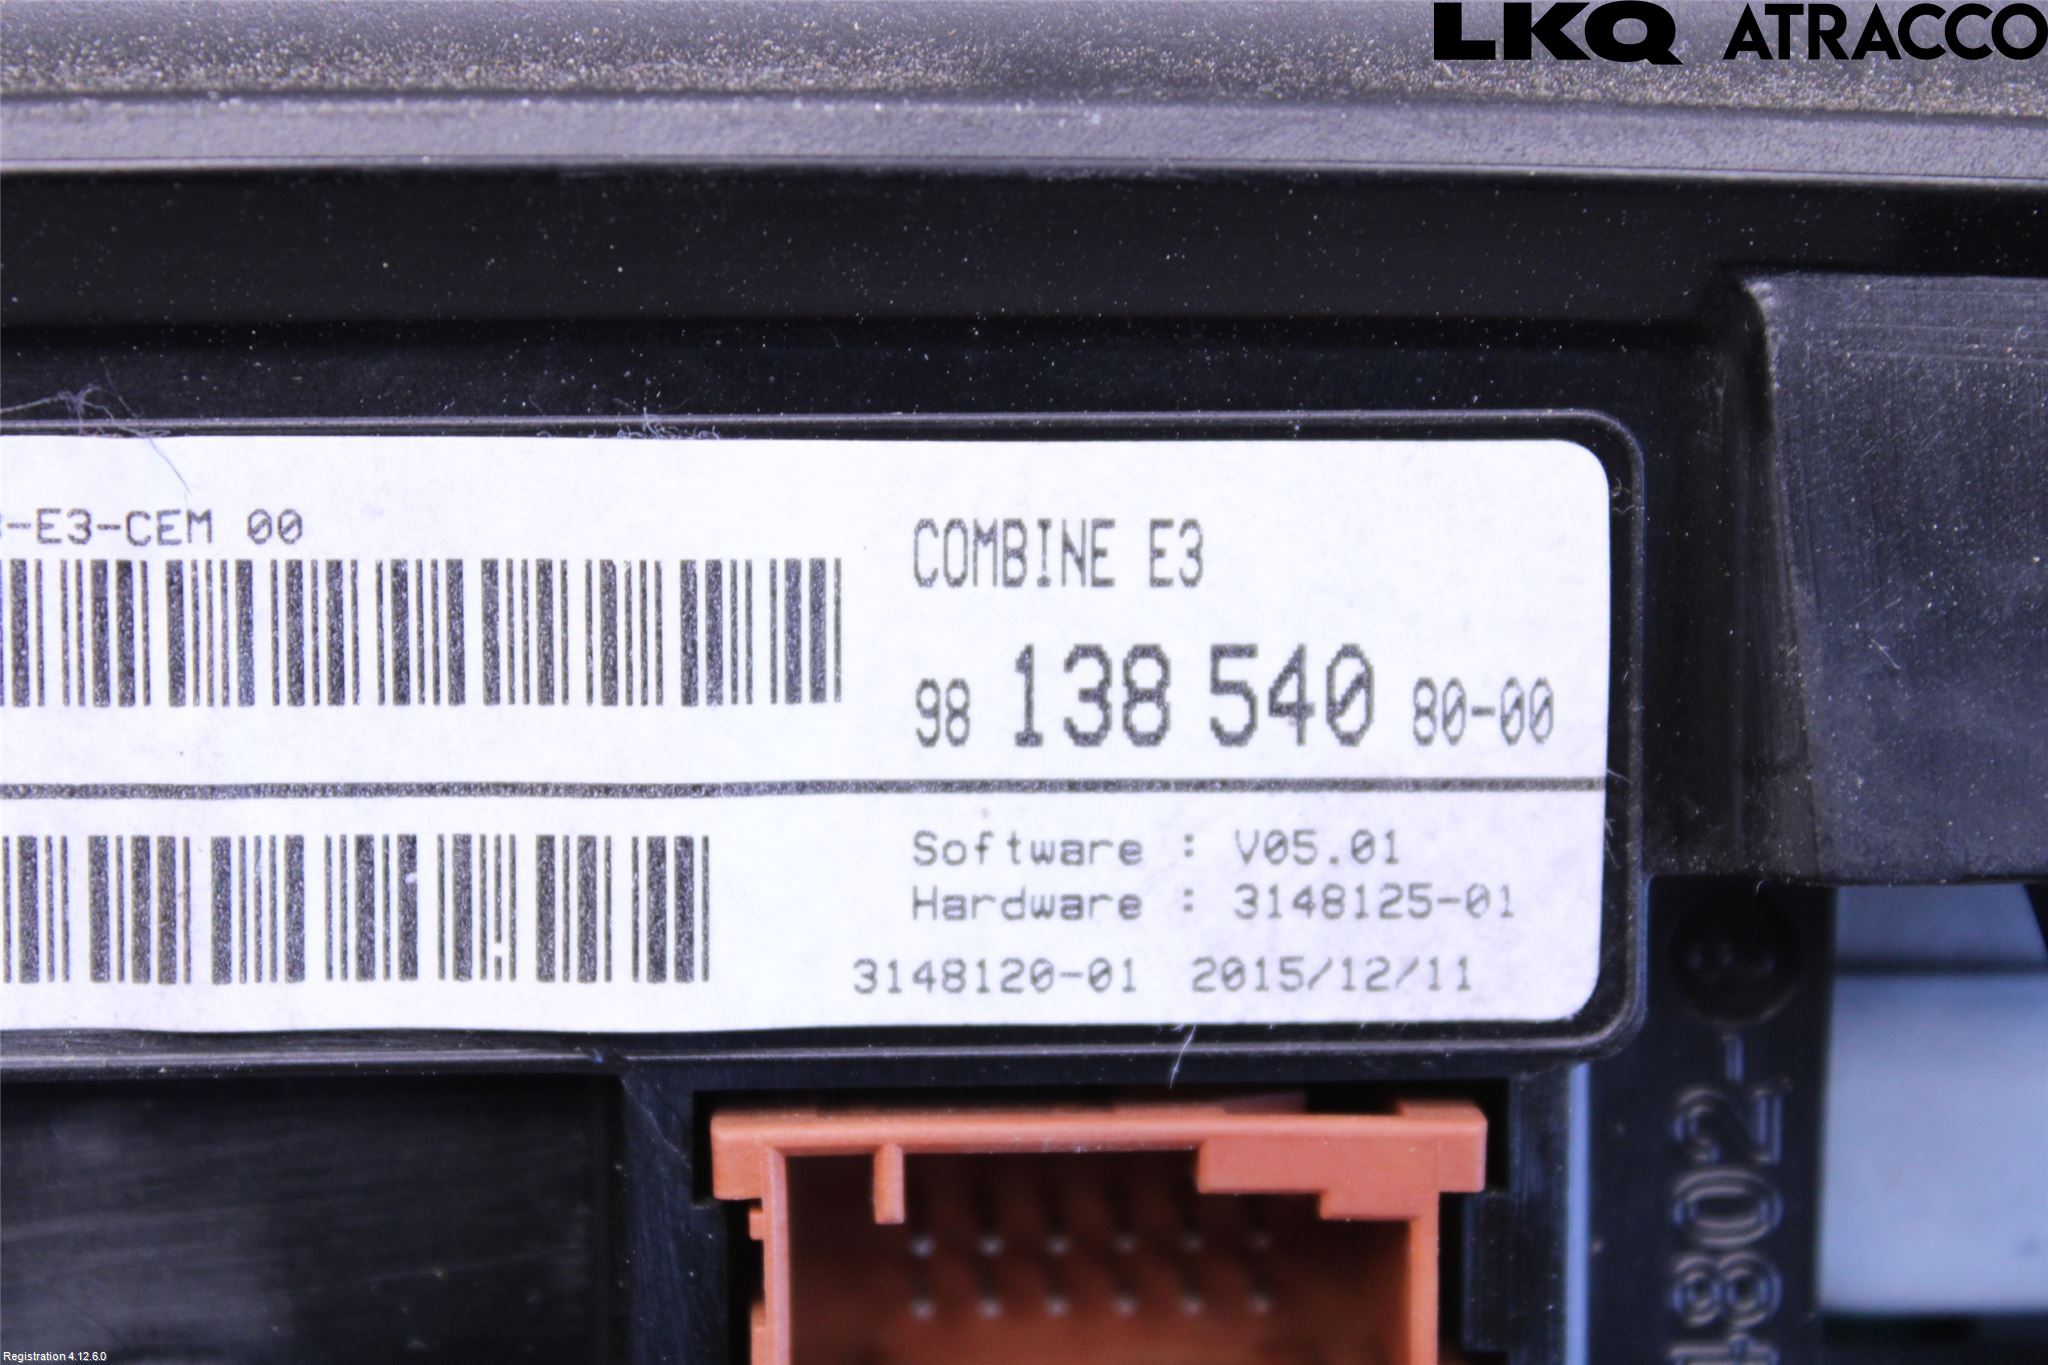 LKQ ATRACCO
-E3-CEM 00
COMBINE E3
98 138 540 80-00
Software : V05.01
Hardware : 3148125-01
3148120-01 2015/12/11
4802-
Registration 4.12.6.0